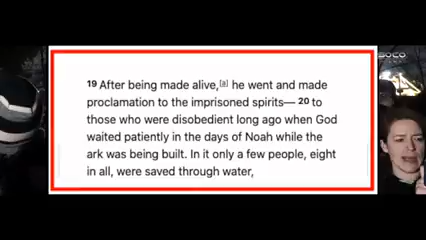 SOCO
19 After being made alive,[a] he went and made
proclamation to the imprisoned spirits— 20 to
those who were disobedient long ago when God
waited patiently in the days of Noah while the
ark was being built. In it only a few people, eight
in all, were saved through water,